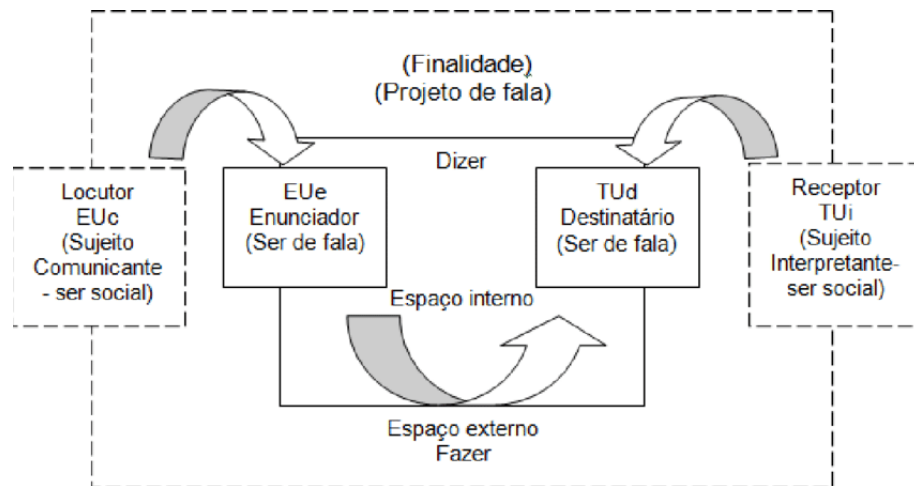 (Finalidade)
(Projeto de fala)
Dizer
Locutor
EUc
(Sujeito
Comunicante
- ser social)
EUe
Enunciador
(Ser de fala)
TUd
Destinatário
(Ser de fala)
Receptor
TUi
(Sujeito
Interpretante-
ser social)
Espaço interno
Espaço externo
Fazer